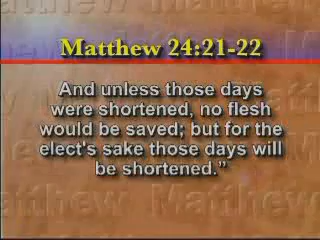 Matthew 24:21-22
And unless those days
were shortened, no flesh
would be saved; but for the
elect's sake those days will
be shortened.”